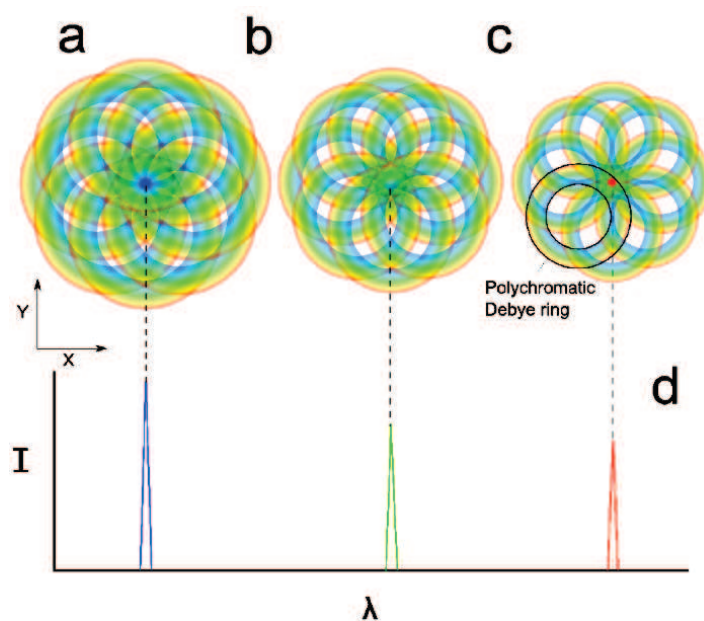 a b c
Polychromatic
Debye ring
Y
X
d
I
λ